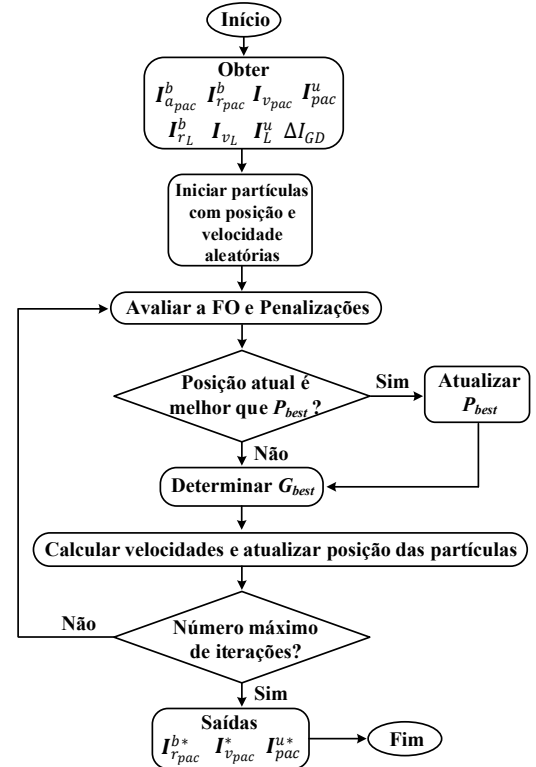 Início
Obter
I^b_{a_{pac}} I^b_{r_{pac}} I_{v_{pac}} I^u_{pac}
I^b_{r_L} I_{v_L} I^u_L ΔI_{GD}
Iniciar partículas
com posição e
velocidade
aleatórias
Avaliar a FO e Penalizações
Posição atual é
melhor que P_{best} ?
Sim
Atualizar
P_{best}
Não
Determinar G_{best}
Calcular velocidades e atualizar posição das partículas
Não
Número máximo
de iterações?
Sim
Saídas
I^{b*}_{r_{pac}} I^*_{v_{pac}} I^{u*}_{pac}
Fim